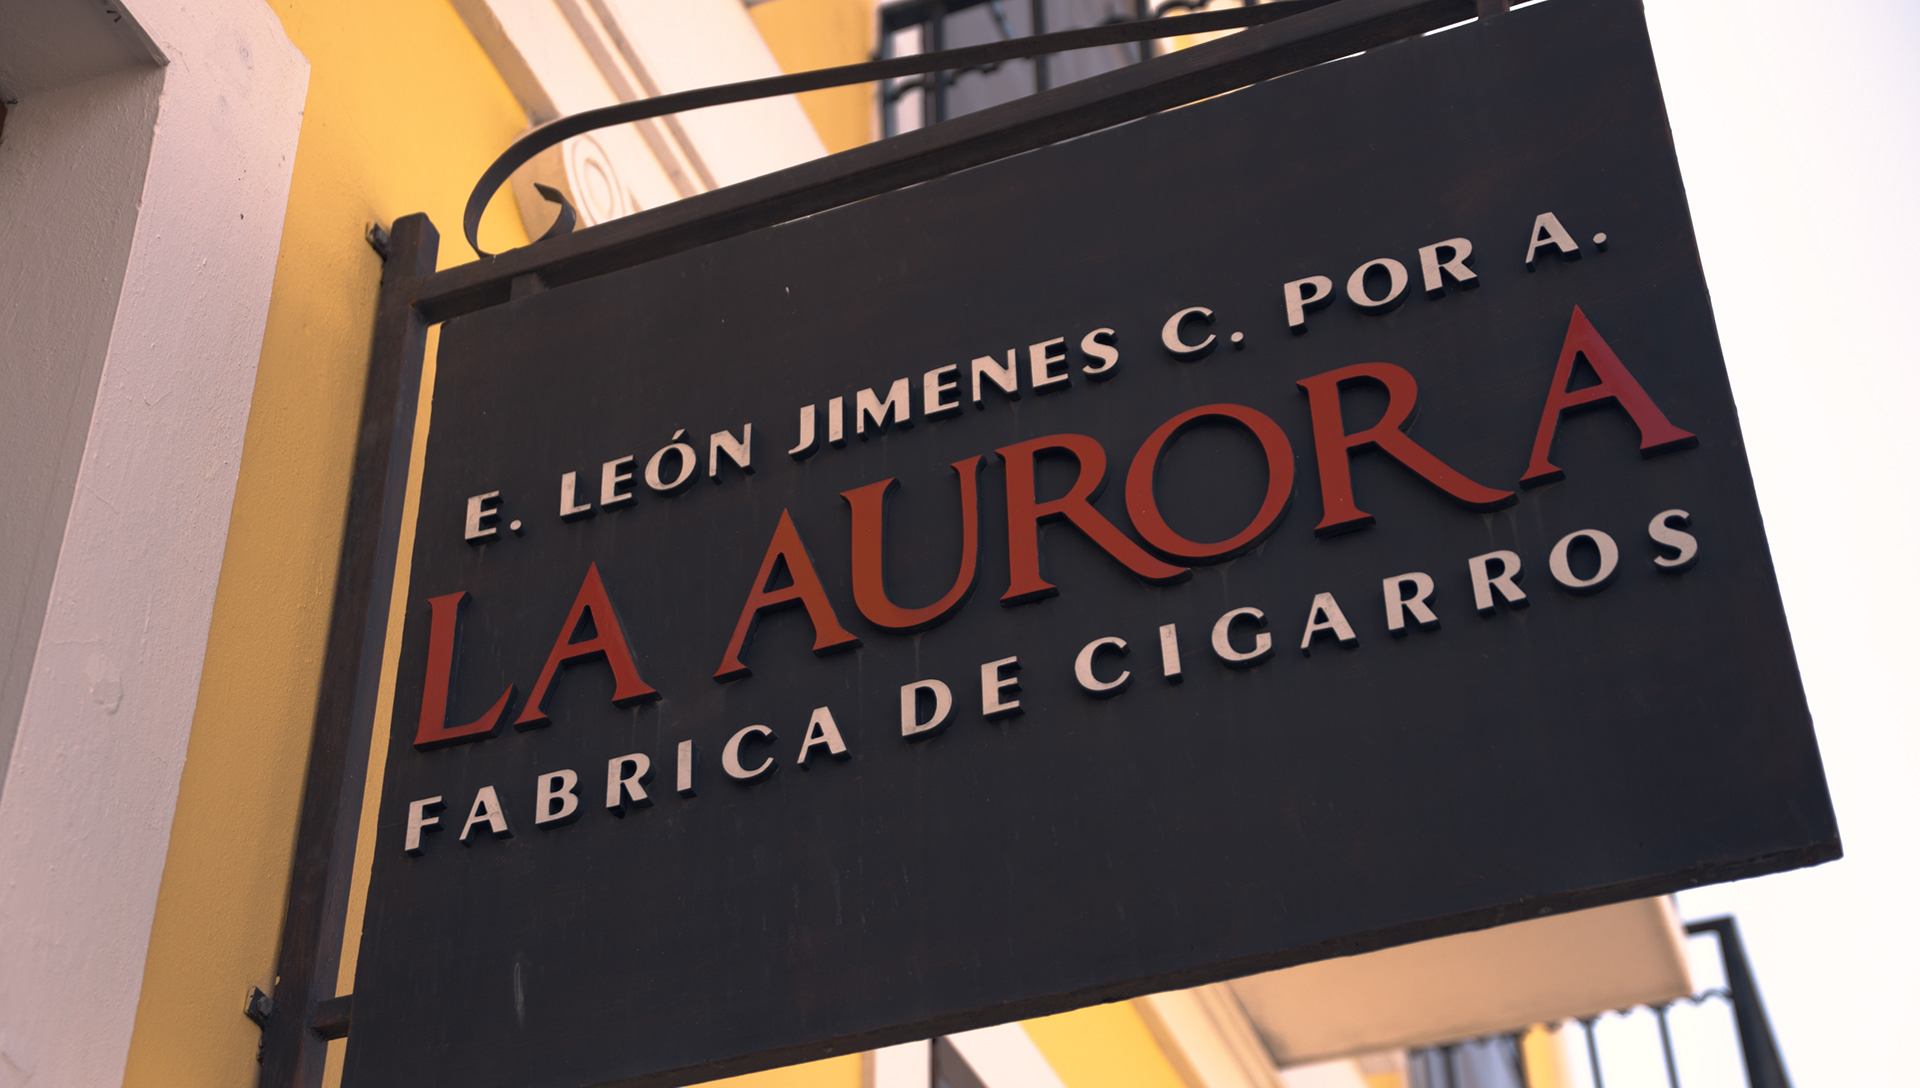 E. LEÓN JIMENES C. POR A.
LA AURORA
FABRICA DE CIGARROS